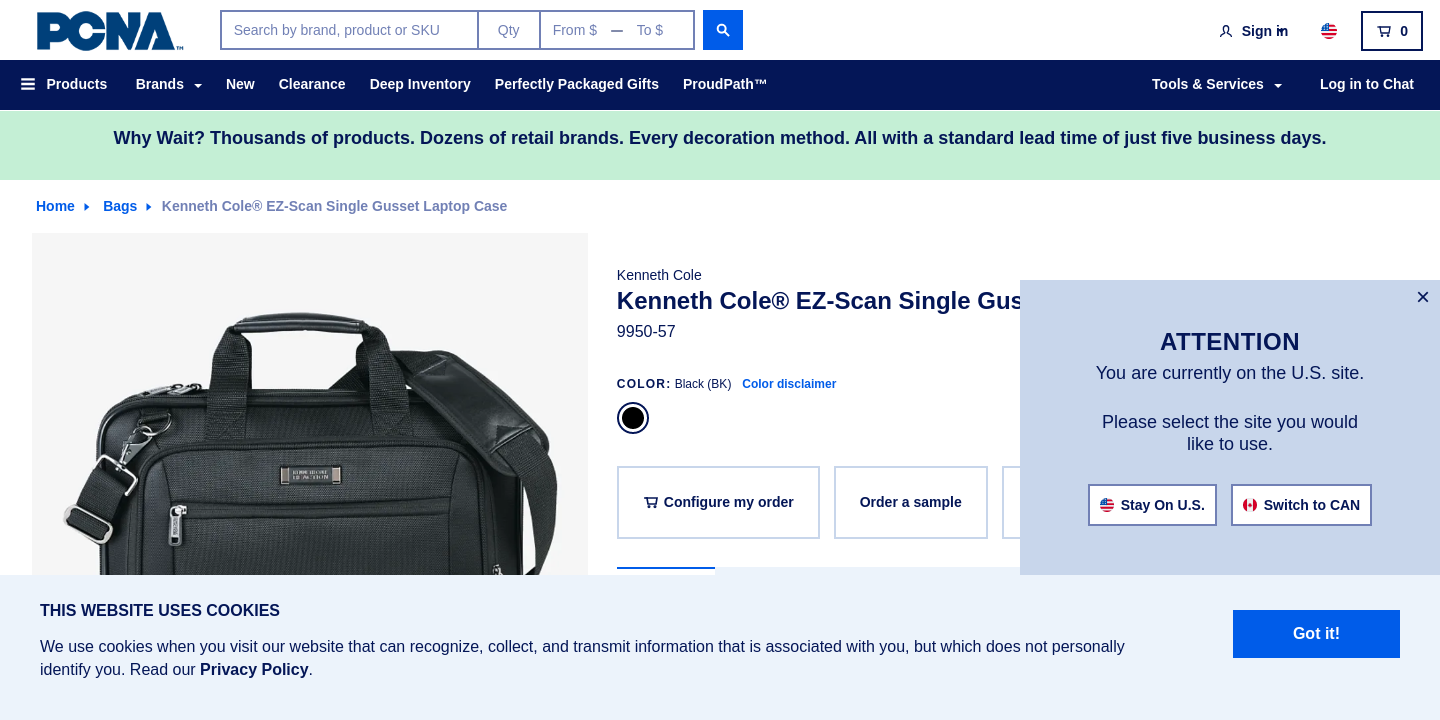 PCNA™
Search by brand, product or SKU
Qty
From $ — To $
Sign in
0
Products
Brands
New
Clearance
Deep Inventory
Perfectly Packaged Gifts
ProudPath™
Tools & Services
Log in to Chat
Why Wait? Thousands of products. Dozens of retail brands. Every decoration method. All with a standard lead time of just five business days.
Home
Bags
Kenneth Cole® EZ-Scan Single Gusset Laptop Case
Kenneth Cole
Kenneth Cole® EZ-Scan Single Gus
9950-57
COLOR: Black (BK) Color disclaimer
Configure my order
Order a sample
×
ATTENTION
You are currently on the U.S. site.
Please select the site you would
like to use.
Stay On U.S.
Switch to CAN
THIS WEBSITE USES COOKIES
We use cookies when you visit our website that can recognize, collect, and transmit information that is associated with you, but which does not personally
identify you. Read our Privacy Policy.
Got it!